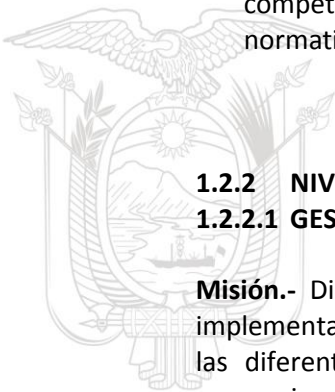 compet
normati
1.2.2 NIV
1.2.2.1 GES
Misión.- Di
implementa
las diferent